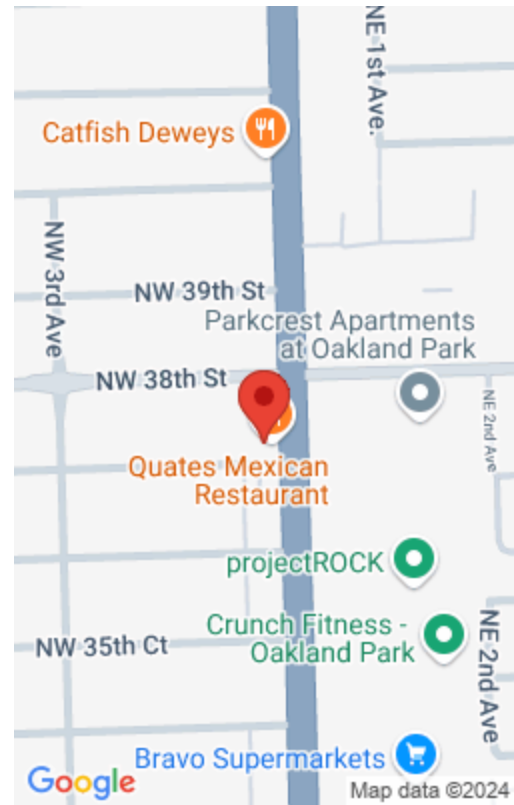 NE 1st Ave.
Catfish Deweys
NW 3rd Ave
NW 39th St
Parkcrest Apartments
at Oakland Park
NW 38th St
NE 2nd Ave
Quates Mexican
Restaurant
projectROCK
Crunch Fitness -
Oakland Park
NW 35th Ct
NE 2nd Ave
Bravo Supermarkets
Google
Map data ©2024